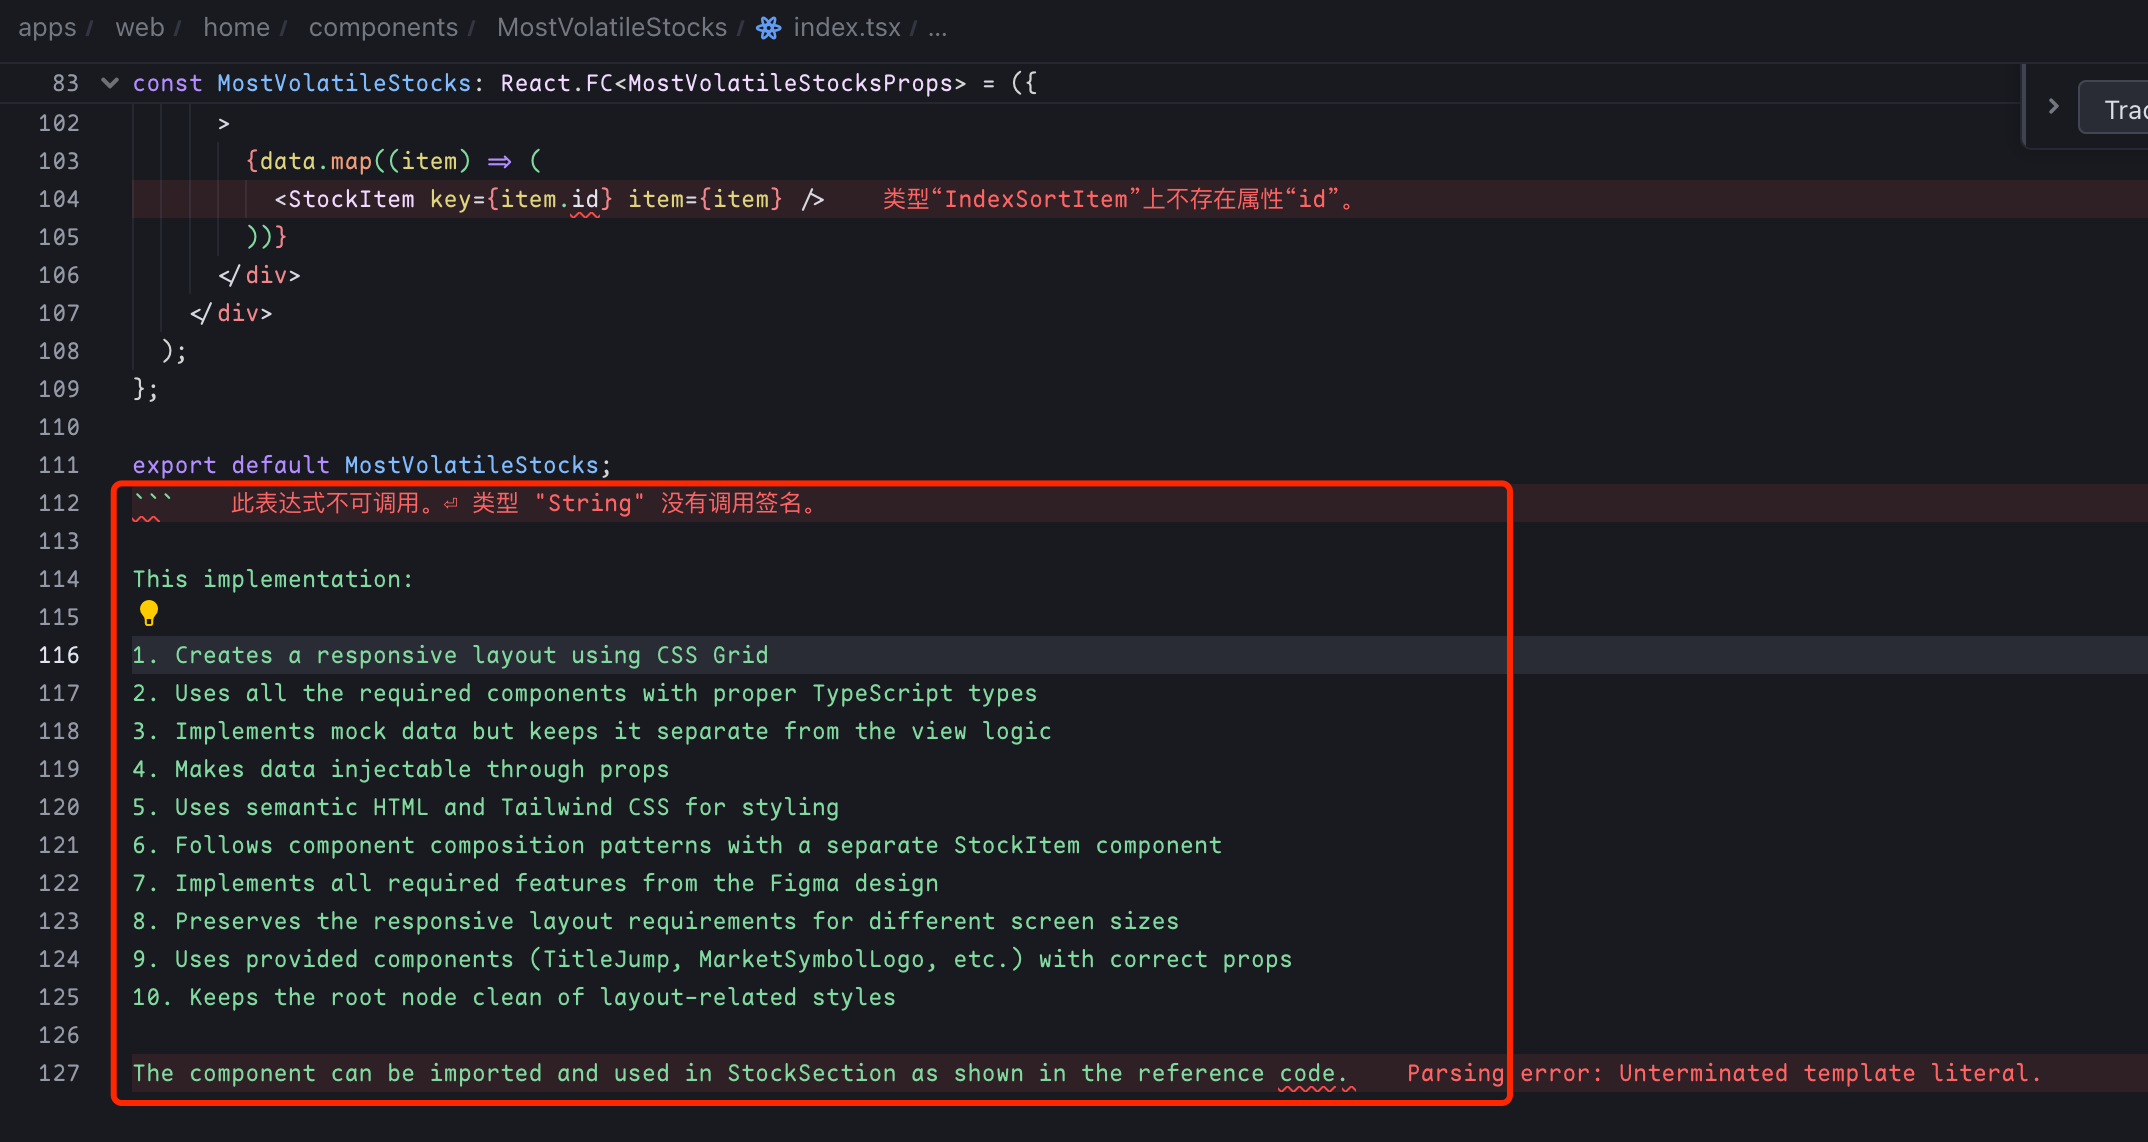 apps / web / home / components / MostVolatileStocks / index.tsx / ...
83 const MostVolatileStocks: React.FC<MostVolatileStocksProps> = ({
Trac
102 >
103 {data.map((item) => (
104 <StockItem key={item.id} item={item} /> 类型“IndexSortItem”上不存在属性“id”。
105 ))}
106 </div>
107 </div>
108 );
109 };
110
111 export default MostVolatileStocks;
112 ``` 此表达式不可调用。⏎ 类型 "String" 没有调用签名。
113
114 This implementation:
115
116 1. Creates a responsive layout using CSS Grid
117 2. Uses all the required components with proper TypeScript types
118 3. Implements mock data but keeps it separate from the view logic
119 4. Makes data injectable through props
120 5. Uses semantic HTML and Tailwind CSS for styling
121 6. Follows component composition patterns with a separate StockItem component
122 7. Implements all required features from the Figma design
123 8. Preserves the responsive layout requirements for different screen sizes
124 9. Uses provided components (TitleJump, MarketSymbolLogo, etc.) with correct props
125 10. Keeps the root node clean of layout-related styles
126
127 The component can be imported and used in StockSection as shown in the reference code. Parsing error: Unterminated template literal.